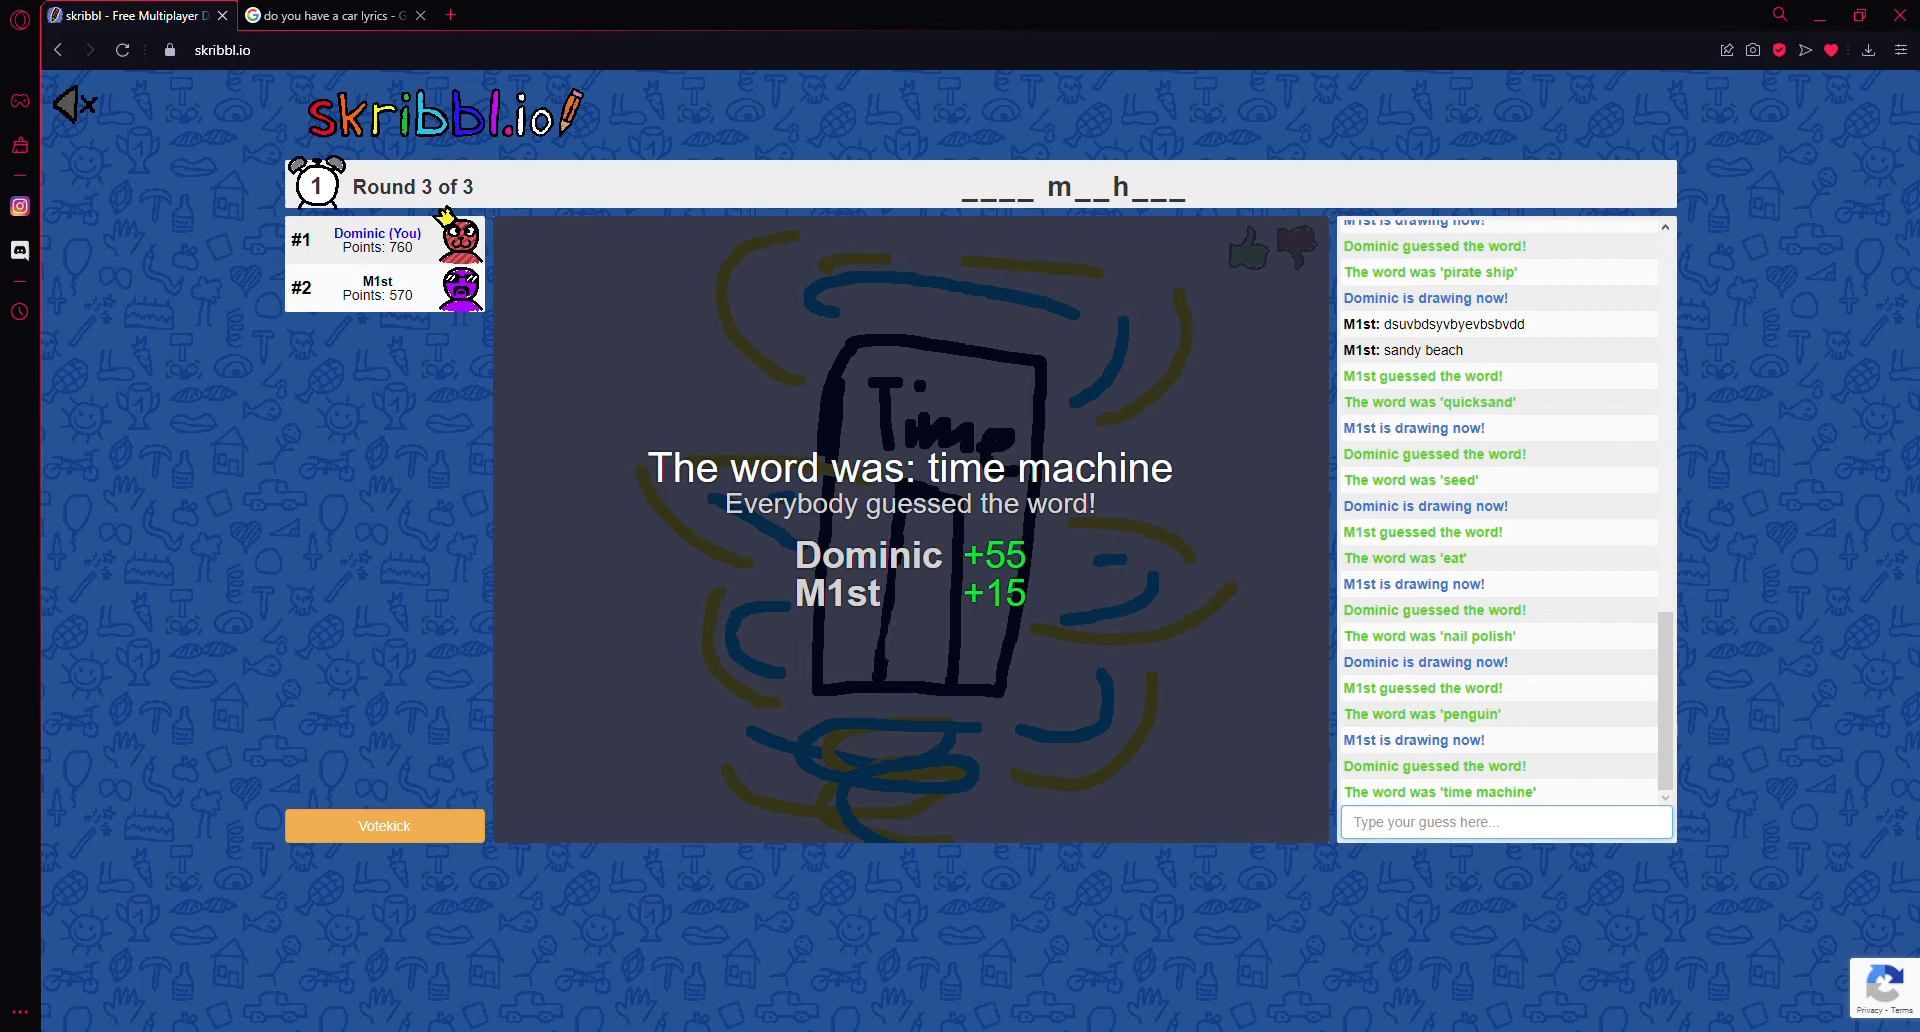 skribbl - Free Multiplayer D
do you have a car lyrics - G
skribbl.io
skribbl.io
1
Round 3 of 3
____ m__h___
#1
Dominic (You)
Points: 760
#2
M1st
Points: 570
Votekick
Time
The word was: time machine
Everybody guessed the word!
Dominic +55
M1st +15
M1st is drawing now!
Dominic guessed the word!
The word was 'pirate ship'
Dominic is drawing now!
M1st: dsuvbdsyvbyevbsbvdd
M1st: sandy beach
M1st guessed the word!
The word was 'quicksand'
M1st is drawing now!
Dominic guessed the word!
The word was 'seed'
Dominic is drawing now!
M1st guessed the word!
The word was 'eat'
M1st is drawing now!
Dominic guessed the word!
The word was 'nail polish'
Dominic is drawing now!
M1st guessed the word!
The word was 'penguin'
M1st is drawing now!
Dominic guessed the word!
The word was 'time machine'
Type your guess here...
Privacy - Terms